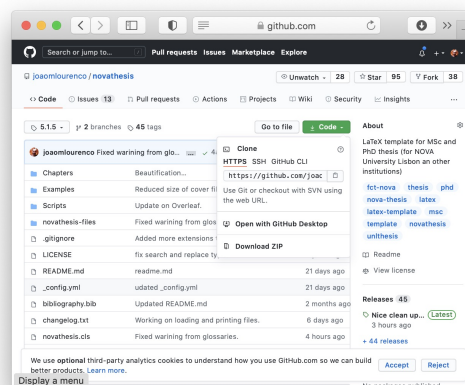 github.com
Search or jump to...
Pull requests Issues Marketplace Explore
joaomlourenco / novathesis
Unwatch 28 Star 95 Fork 38
Code Issues 13 Pull requests Actions Projects Wiki Security Insights
5.1.5 2 branches 45 tags Go to file Code
joaomlourenco Fixed warining from glo...
Chapters Beautification...
Examples Reduced size of cover fil
Scripts Update on Overleaf.
novathesis-files Fixed warining from glos
.gitignore Added more extensions
LICENSE fix search and replace ty
README.md readme.md 21 days ago
_config.yml udated _config.yml 21 days ago
bibliography.bib Updated README.md 2 months ago
changelog.txt Working on loading and printing files. 6 days ago
novathesis.cls Fixed warining from glossaries. 4 hours ago
Clone
HTTPS SSH GitHub CLI
https://github.com/joac
Use Git or checkout with SVN using
the web URL.
Open with GitHub Desktop
Download ZIP
About
LaTeX template for MSc and
PhD thesis (for NOVA
University Lisbon an other
institutions)
fct-nova thesis phd
nova-thesis latex
latex-template msc
template novathesis
unlthesis
Readme
View license
Releases 45
Nice clean up... Latest
3 hours ago
+ 44 releases
We use optional third-party analytics cookies to understand how you use GitHub.com so we can build
better products. Learn more.
Accept Reject
Display a menu